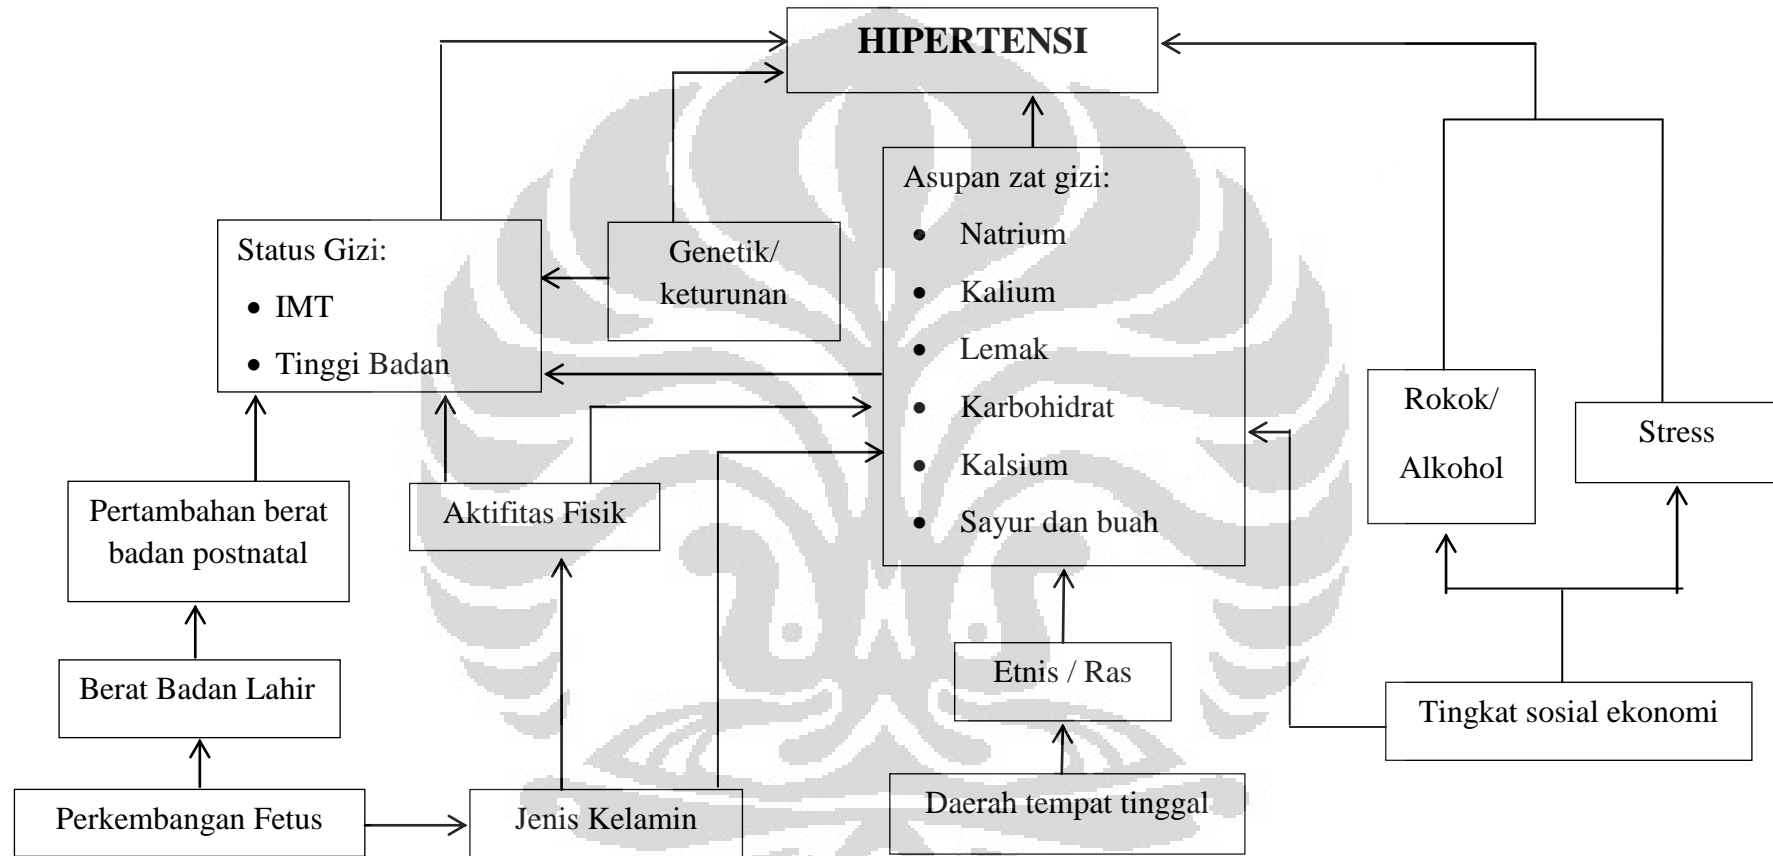 HIPERTENSI
Asupan zat gizi:
• Natrium
• Kalium
• Lemak
• Karbohidrat
• Kalsium
• Sayur dan buah
Status Gizi:
• IMT
• Tinggi Badan
Genetik/
keturunan
Rokok/
Alkohol
Stress
Pertambahan berat
badan postnatal
Aktifitas Fisik
Berat Badan Lahir
Etnis / Ras
Tingkat sosial ekonomi
Perkembangan Fetus
Jenis Kelamin
Daerah tempat tinggal